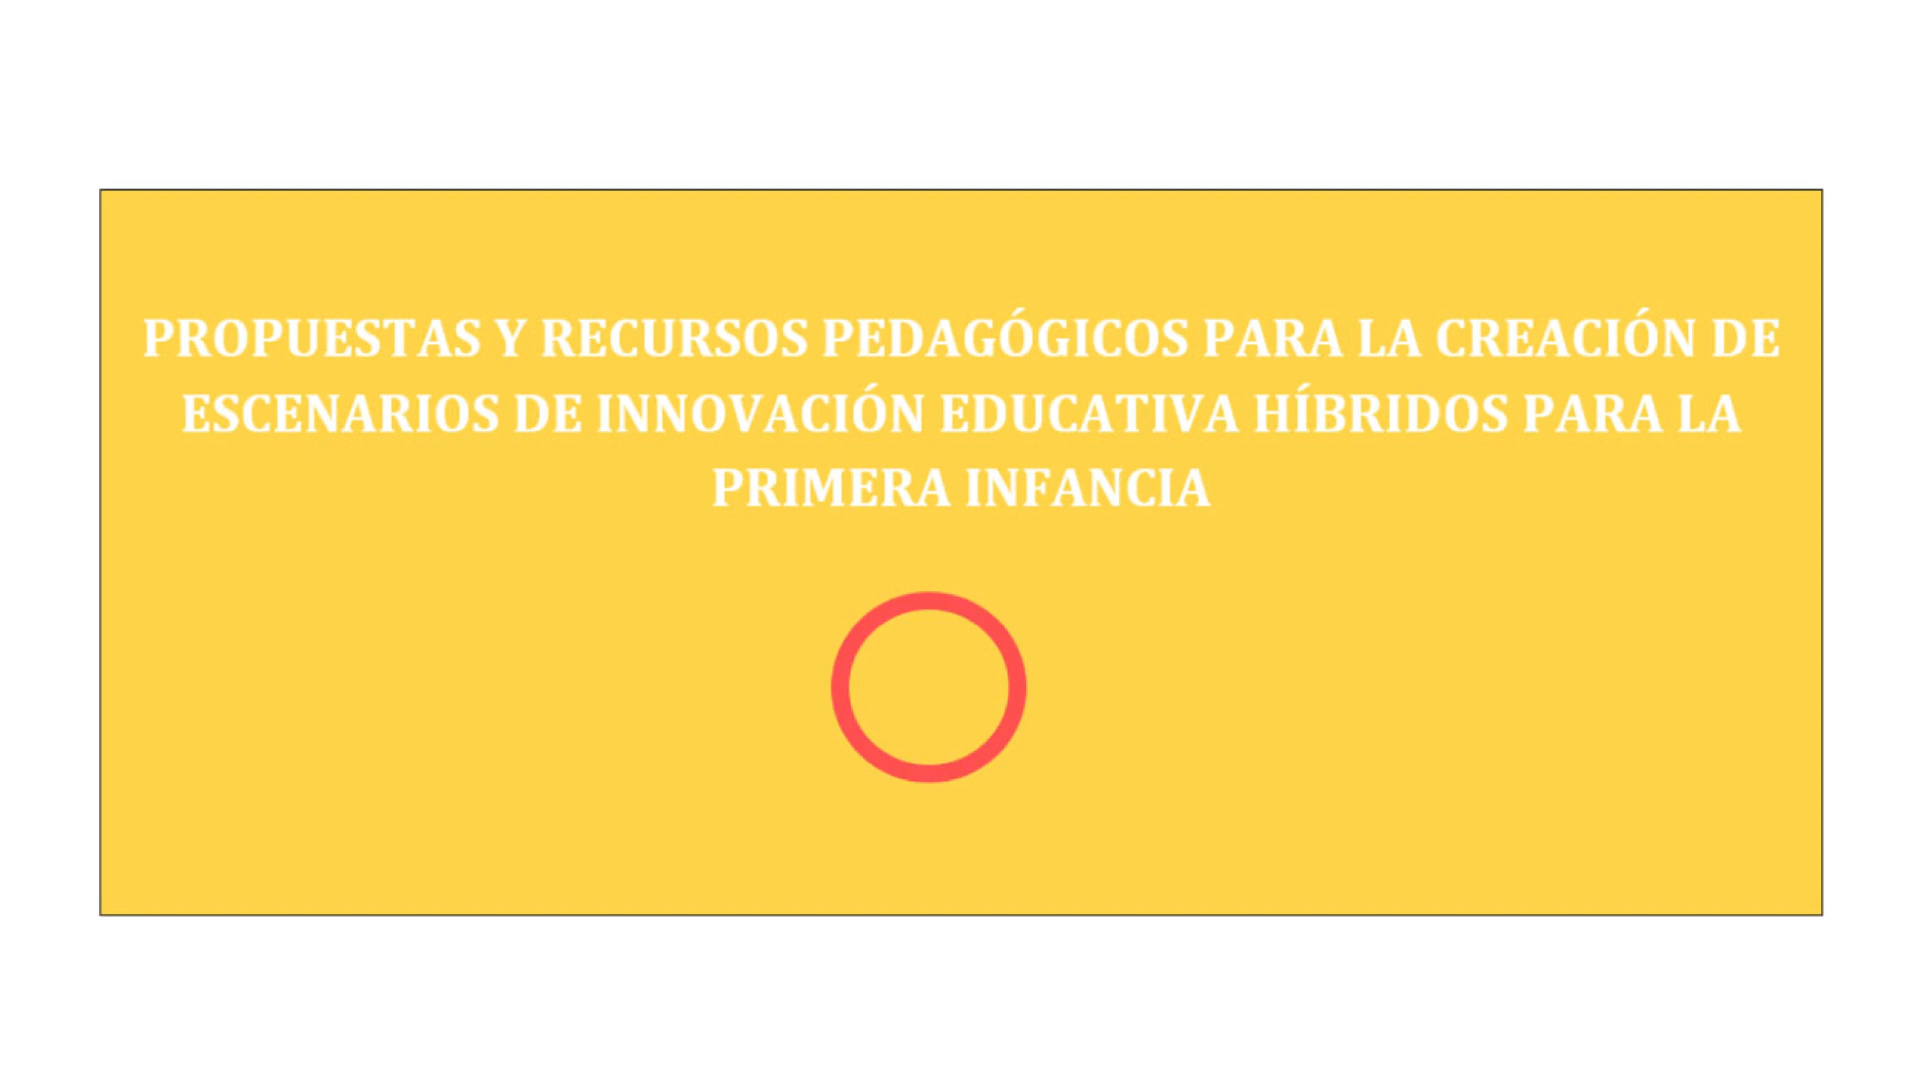 PROPUESTAS Y RECURSOS PEDAGÓGICOS PARA LA CREACIÓN DE
ESCENARIOS DE INNOVACIÓN EDUCATIVA HÍBRIDOS PARA LA
PRIMERA INFANCIA